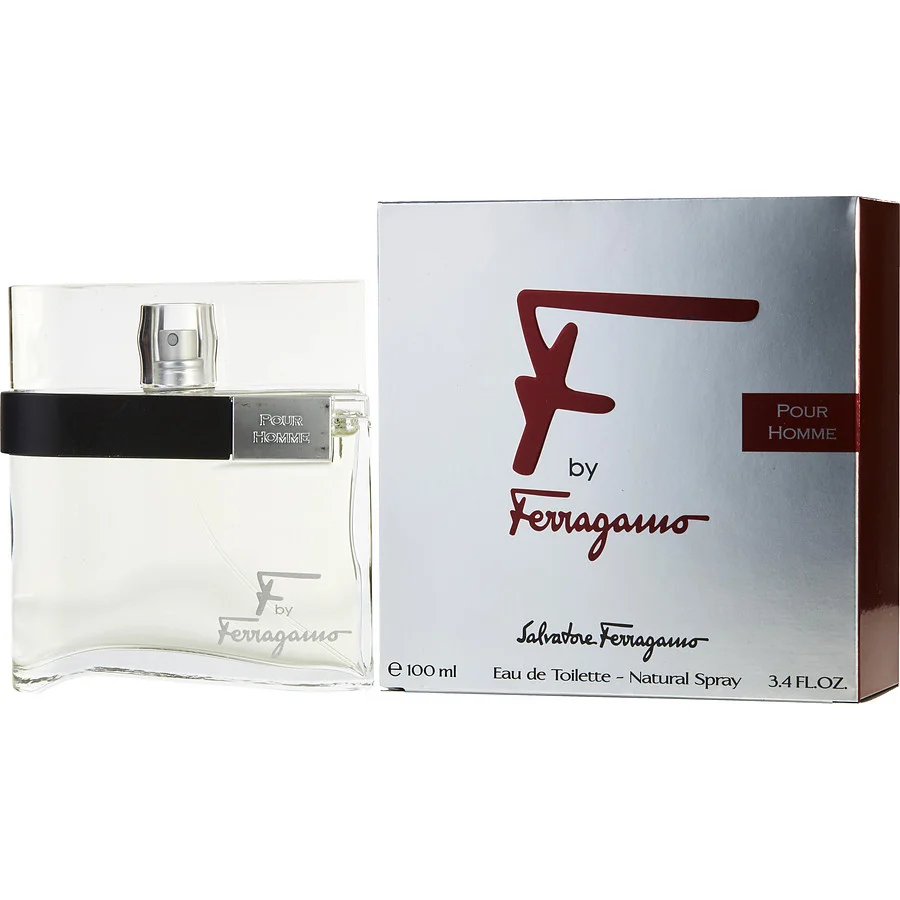 POUR
HOMME
F
by
Ferragamo
F
by
Ferragamo
POUR
HOMME
Salvatore Ferragamo
e 100 ml Eau de Toilette - Natural Spray 3.4 FL.OZ.